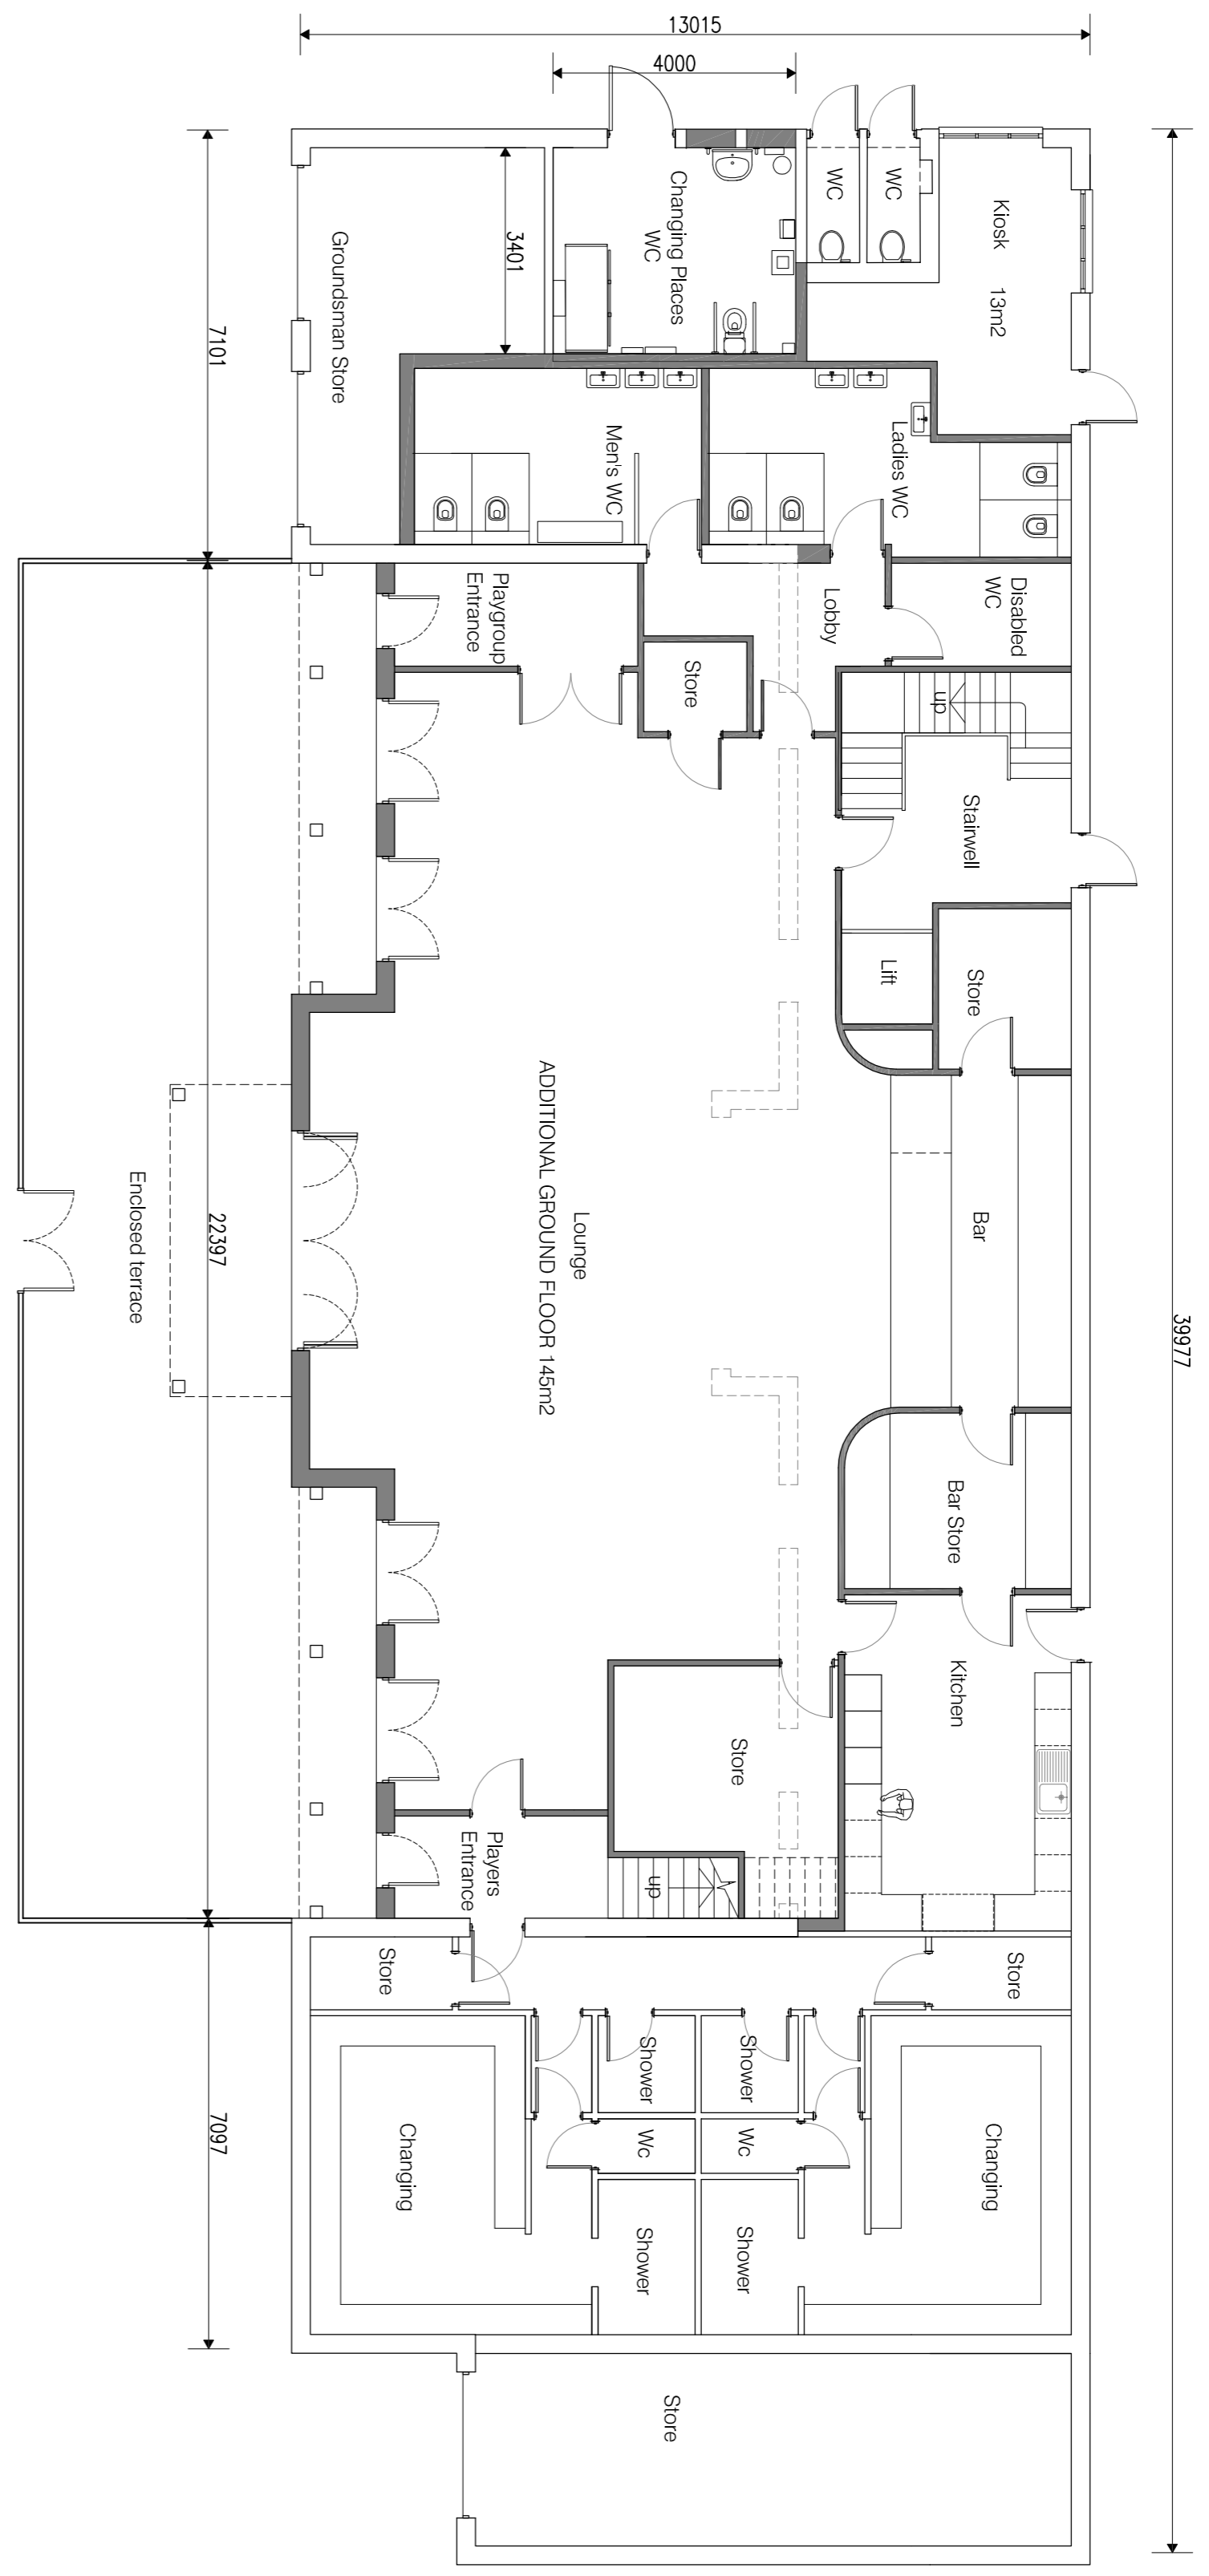 13015
4000
39977
Groundsman Store
3401
Changing Places
WC
WC
WC
Kiosk 13m2
7101
Men's WC
Ladies WC
Playgroup
Entrance
Store
Lobby
Disabled
WC
up
Stairwell
Lift
Store
Lounge
ADDITIONAL GROUND FLOOR 145m2
Bar
Enclosed terrace
22397
Bar Store
Kitchen
Store
Players
Entrance
up
Store
Store
Shower
Shower
Wc
Wc
Changing
Changing
7097
Shower
Shower
Store